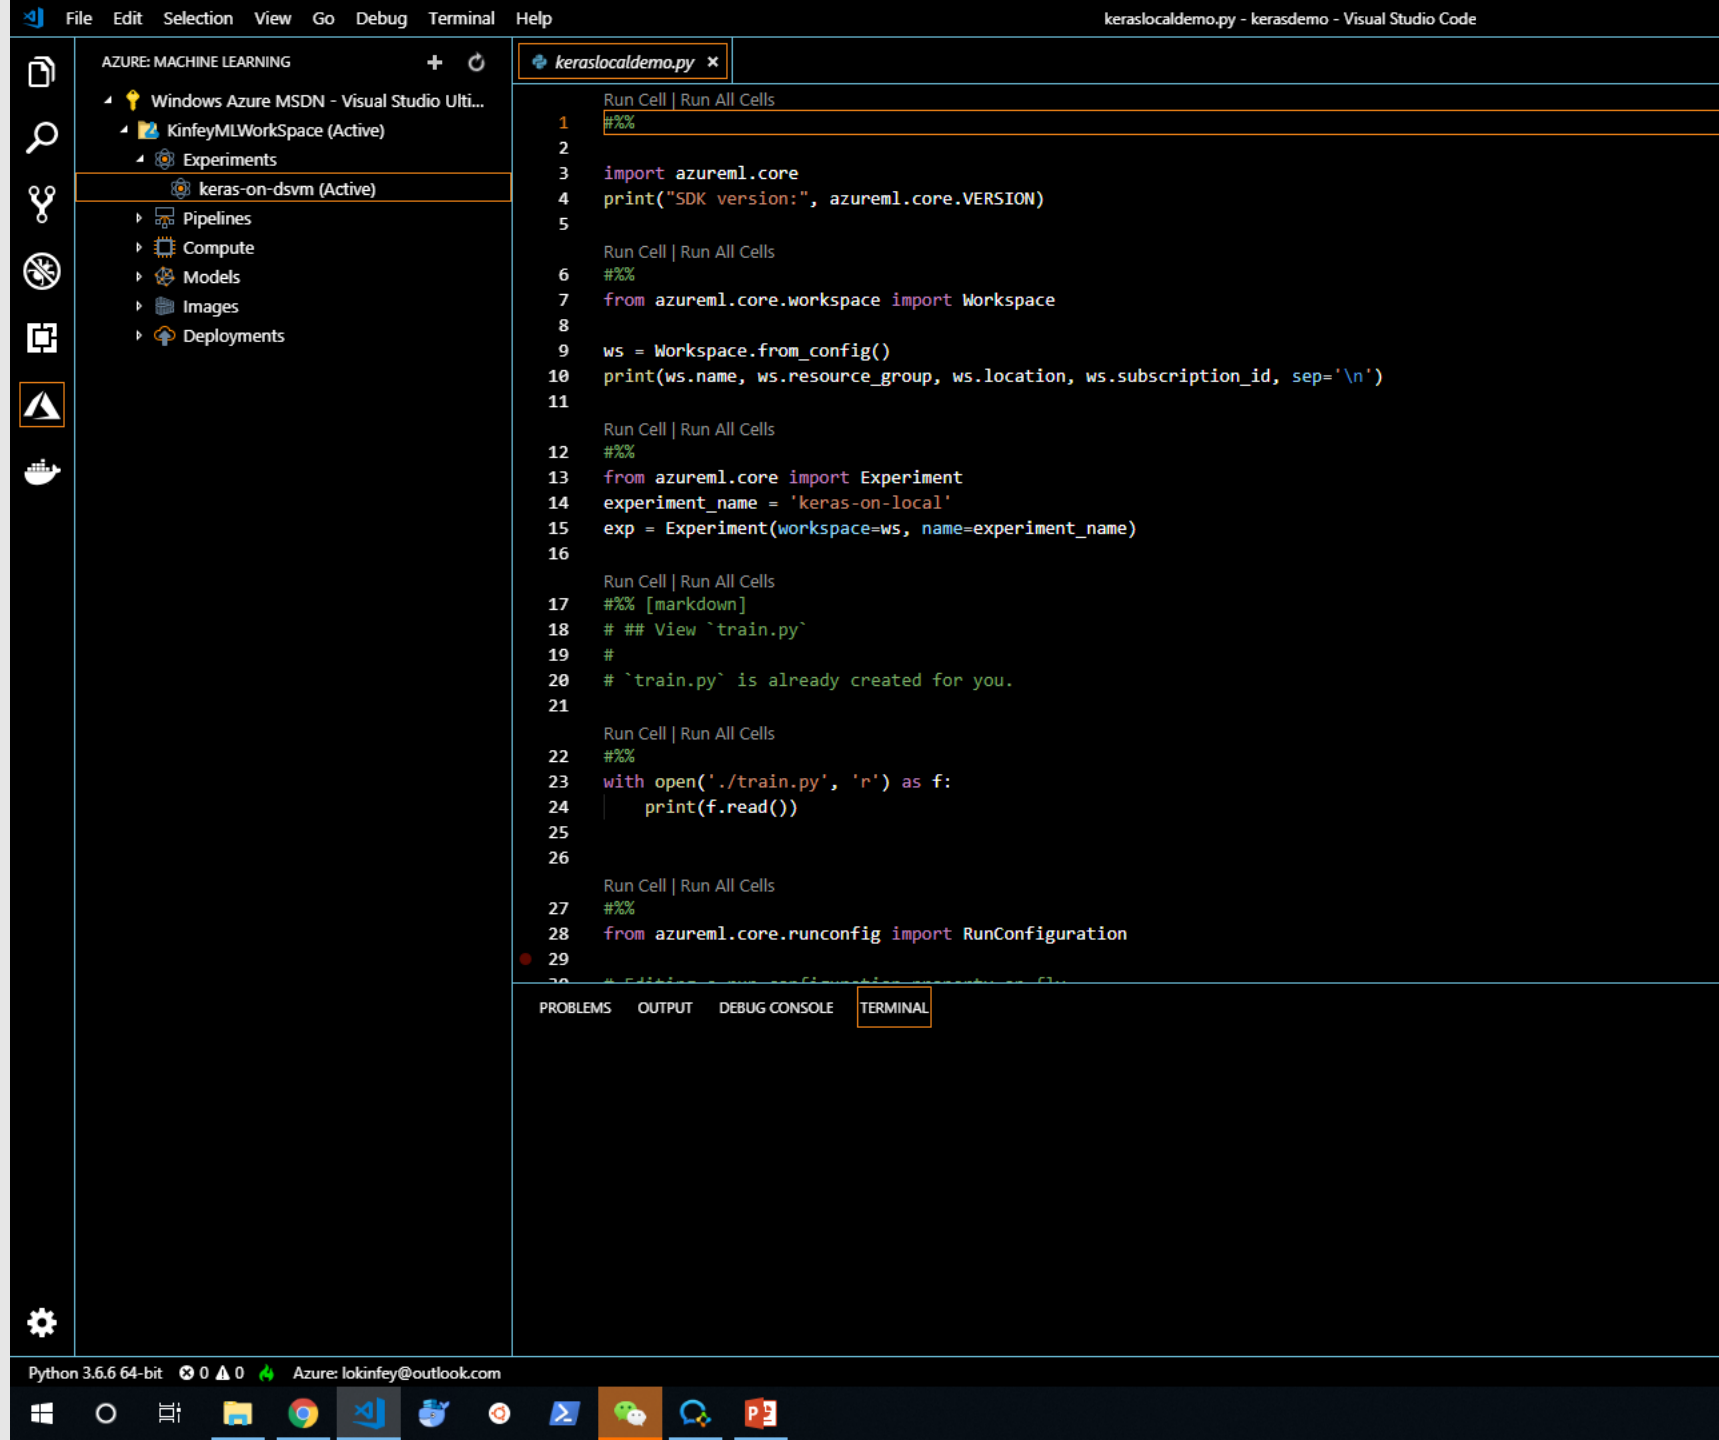 File Edit Selection View Go Debug Terminal Help keraslocaldemo.py - kerasdemo - Visual Studio Code
AZURE: MACHINE LEARNING
Windows Azure MSDN - Visual Studio Ulti...
KinfeyMLWorkSpace (Active)
Experiments
keras-on-dsvm (Active)
Pipelines
Compute
Models
Images
Deployments
keraslocaldemo.py
Run Cell | Run All Cells
1 #%%
2
3 import azureml.core
4 print("SDK version:", azureml.core.VERSION)
5
Run Cell | Run All Cells
6 #%%
7 from azureml.core.workspace import Workspace
8
9 ws = Workspace.from_config()
10 print(ws.name, ws.resource_group, ws.location, ws.subscription_id, sep='\n')
11
Run Cell | Run All Cells
12 #%%
13 from azureml.core import Experiment
14 experiment_name = 'keras-on-local'
15 exp = Experiment(workspace=ws, name=experiment_name)
16
Run Cell | Run All Cells
17 #%% [markdown]
18 # ## View `train.py`
19 #
20 # `train.py` is already created for you.
21
Run Cell | Run All Cells
22 #%%
23 with open('./train.py', 'r') as f:
24     print(f.read())
25
26
Run Cell | Run All Cells
27 #%%
28 from azureml.core.runconfig import RunConfiguration
29
PROBLEMS OUTPUT DEBUG CONSOLE TERMINAL
Python 3.6.6 64-bit 0 0 Azure: lokinfey@outlook.com